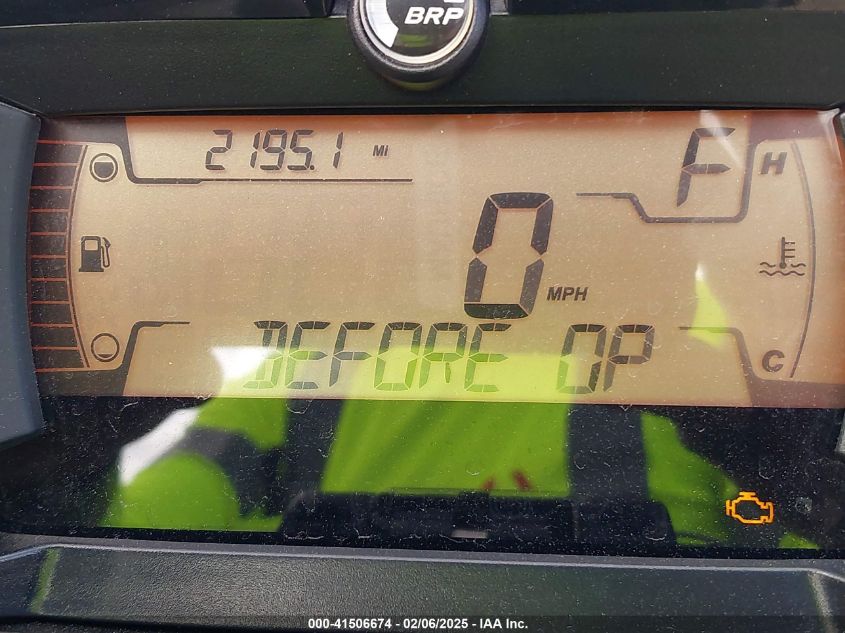 BRP
2195.1 MI
F
H
0 MPH
BEFORE OP
C
000-41506674 / 02/06/2025 - IAA Inc.